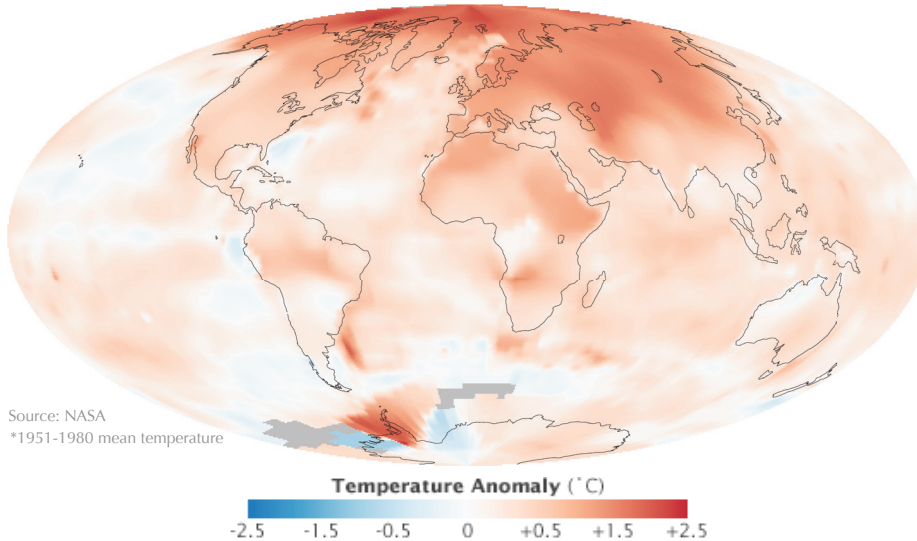 Source: NASA
*1951-1980 mean temperature
Temperature Anomaly (˚C)
-2.5 -1.5 -0.5 0 +0.5 +1.5 +2.5